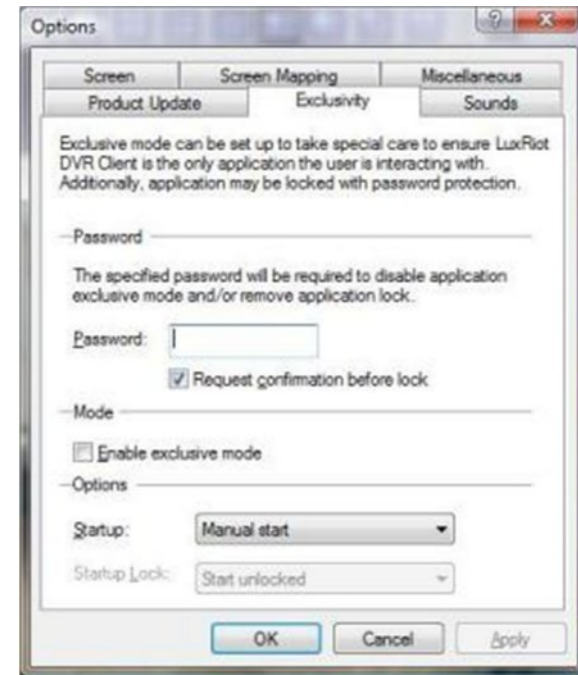 Options
Screen Screen Mapping Miscellaneous
Product Update Exclusivity Sounds
Exclusive mode can be set up to take special care to ensure LuxRiot
DVR Client is the only application the user is interacting with.
Addtionally, application may be locked with password protection.
Password
The specified password will be required to disable application
exclusive mode and/or remove application lock.
Password:
Request confirmation before lock
Mode
Enable exclusive mode
Options
Startup: Manual start
Startup Lock: Start unlocked
OK Cancel Apply